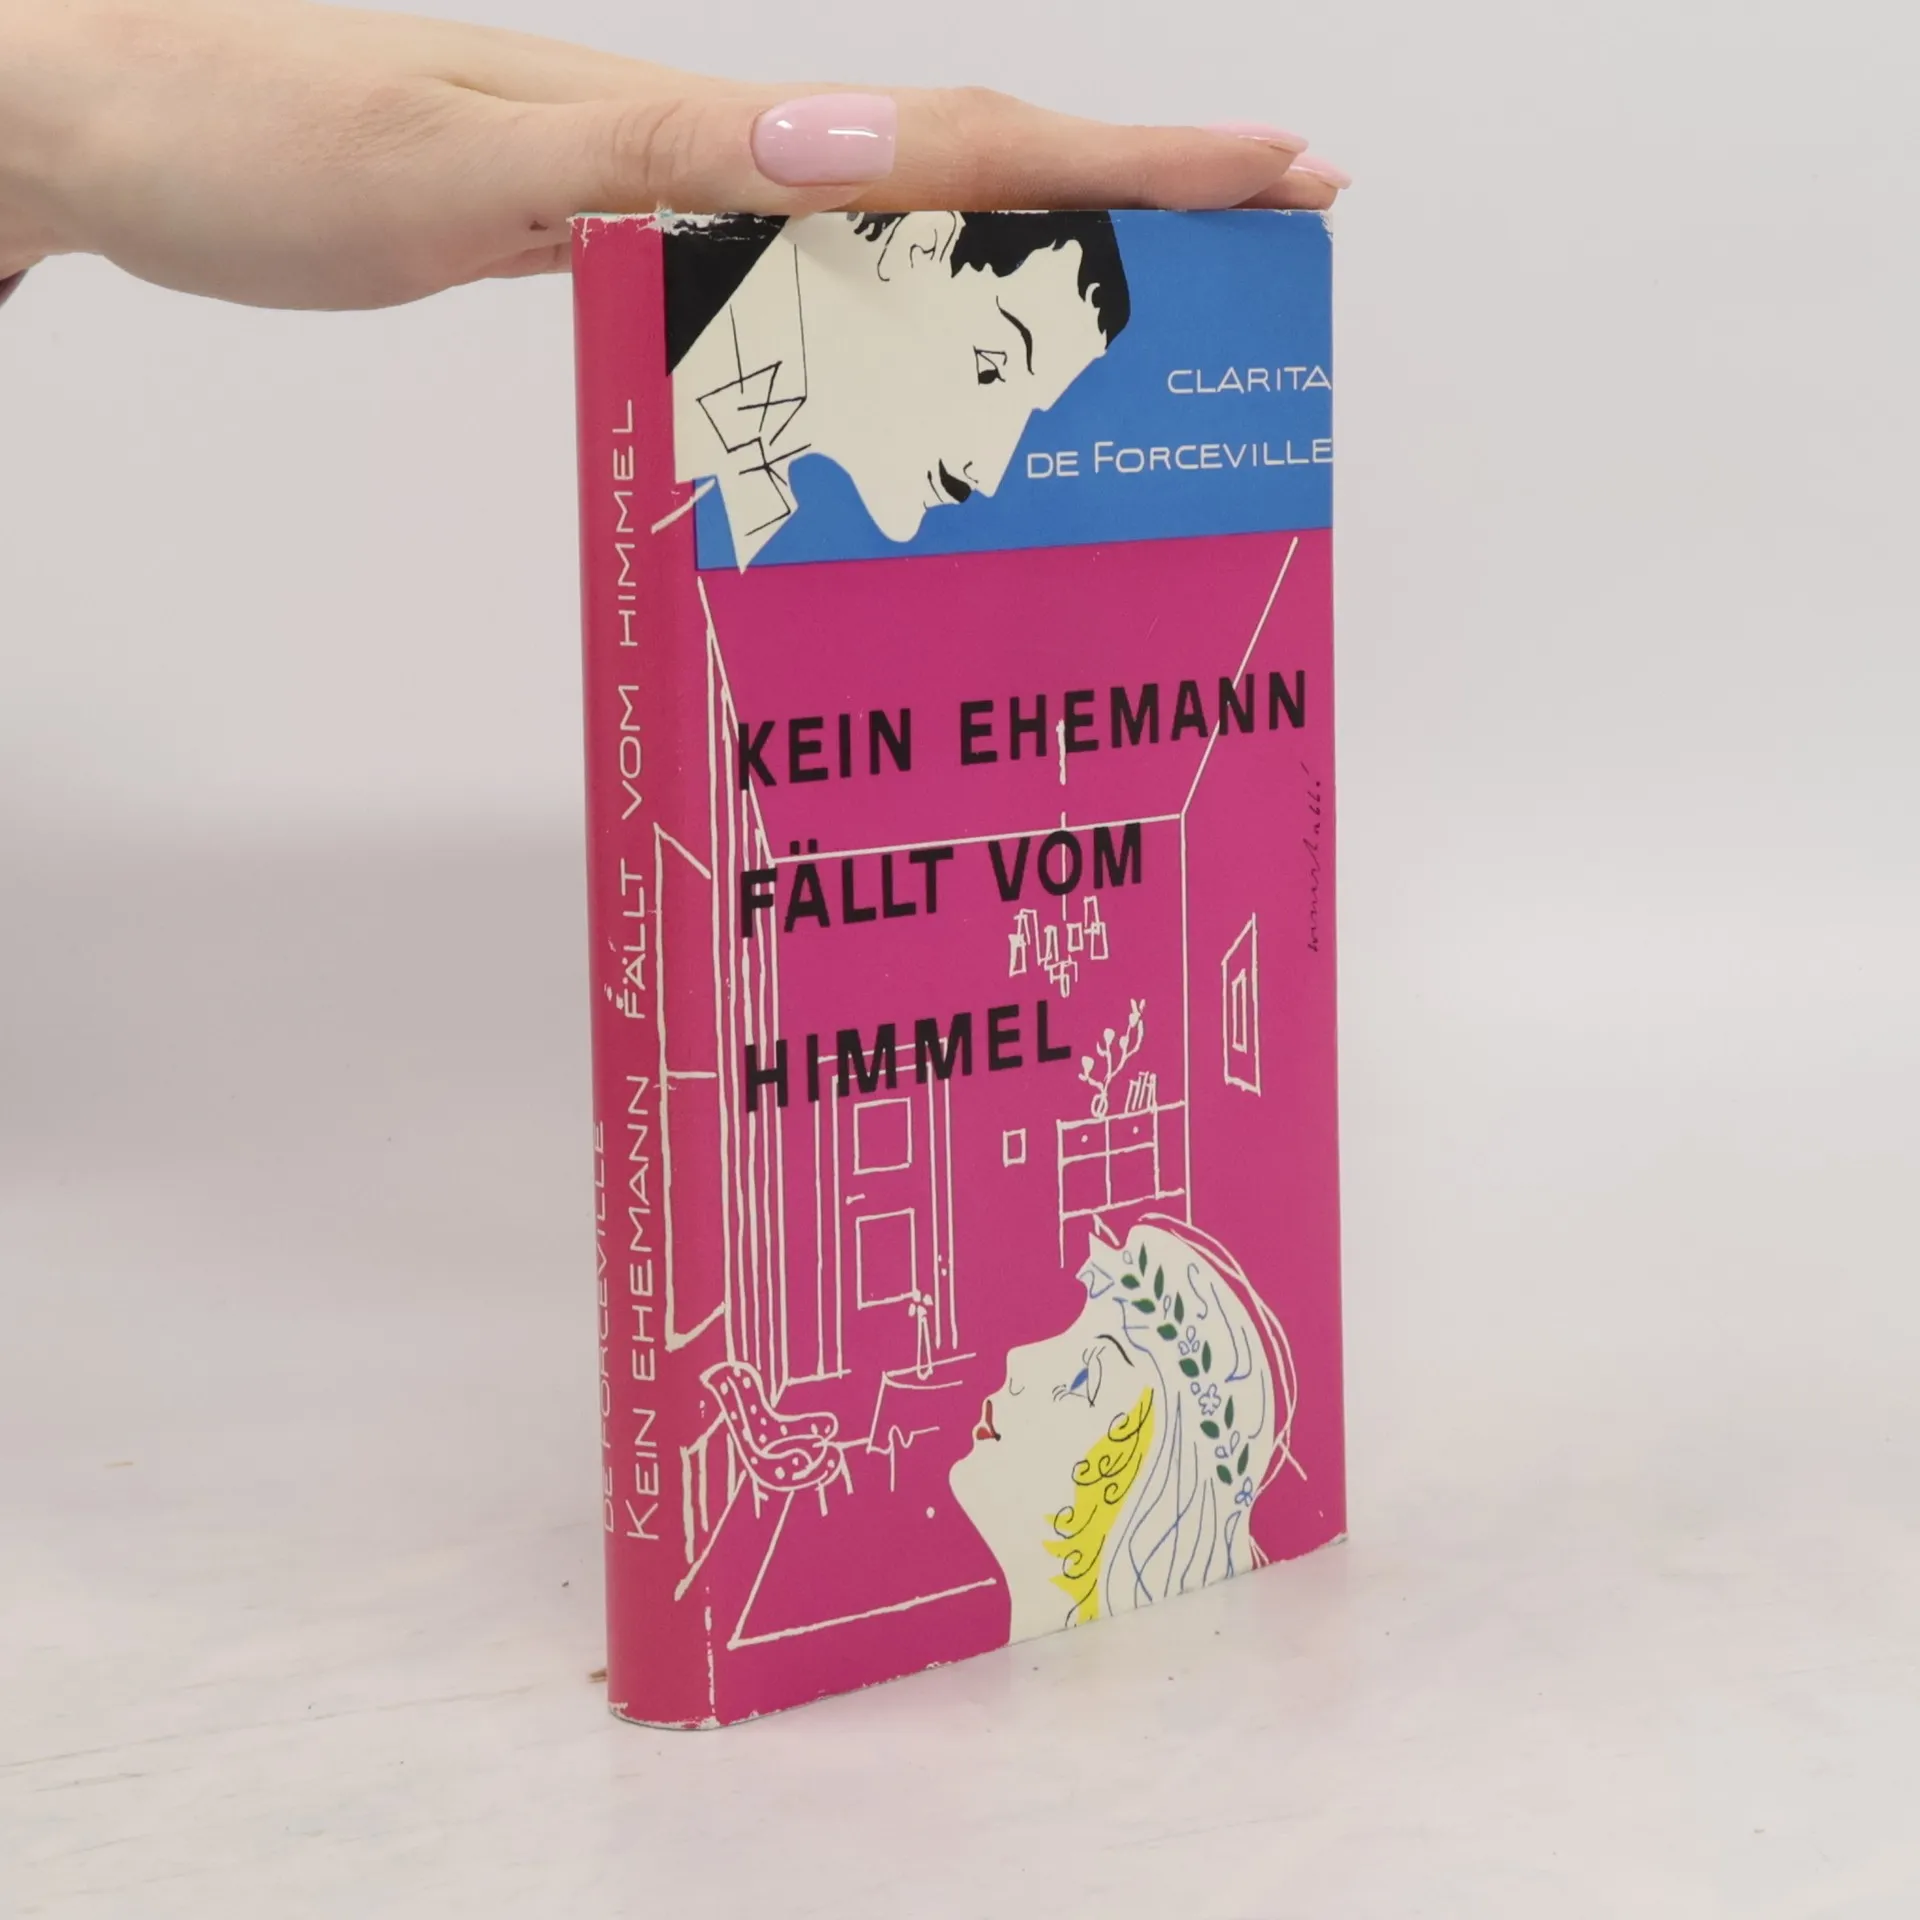 CLARITA
DE FORCEVILLE
KEIN EHEMANN
FÄLLT VOM
HIMMEL
DE FORCEVILLE
KEIN EHEMANN FÄLLT VOM HIMMEL